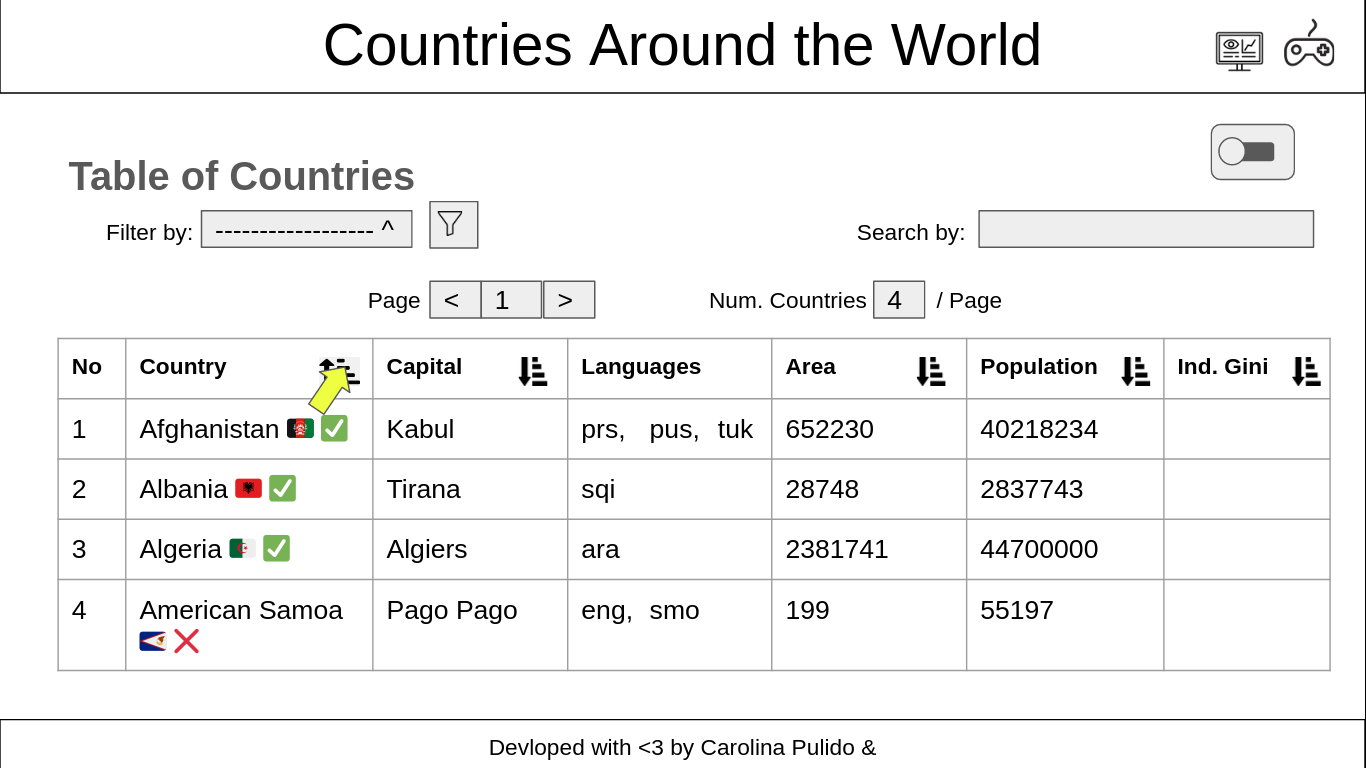 Countries Around the World
Table of Countries
Filter by: ------------------ ^
Search by:
Page < 1 > Num. Countries 4 / Page
No Country Capital Languages Area Population Ind. Gini
1 Afghanistan 🇦🇫 ✅ Kabul prs, pus, tuk 652230 40218234
2 Albania 🇦🇱 ✅ Tirana sqi 28748 2837743
3 Algeria 🇩🇿 ✅ Algiers ara 2381741 44700000
4 American Samoa Pago Pago eng, smo 199 55197
🇦🇸 ❌
Devloped with <3 by Carolina Pulido &